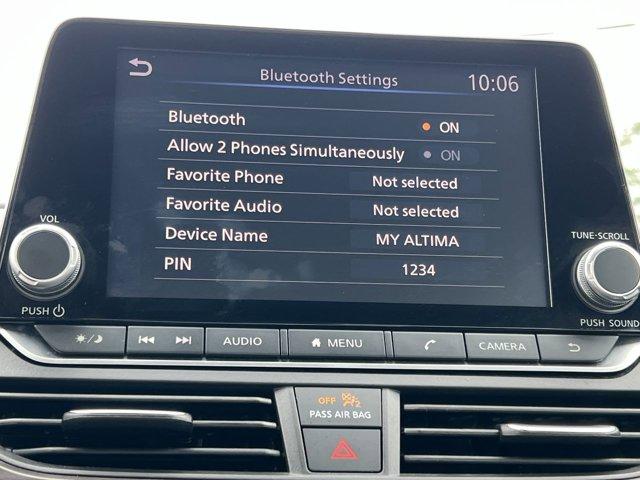 Bluetooth Settings 10:06
Bluetooth ON
Allow 2 Phones Simultaneously ON
Favorite Phone Not selected
Favorite Audio Not selected
Device Name MY ALTIMA
PIN 1234
VOL
PUSH
TUNE·SCROLL
PUSH SOUND
AUDIO MENU CAMERA
OFF 2
PASS AIR BAG